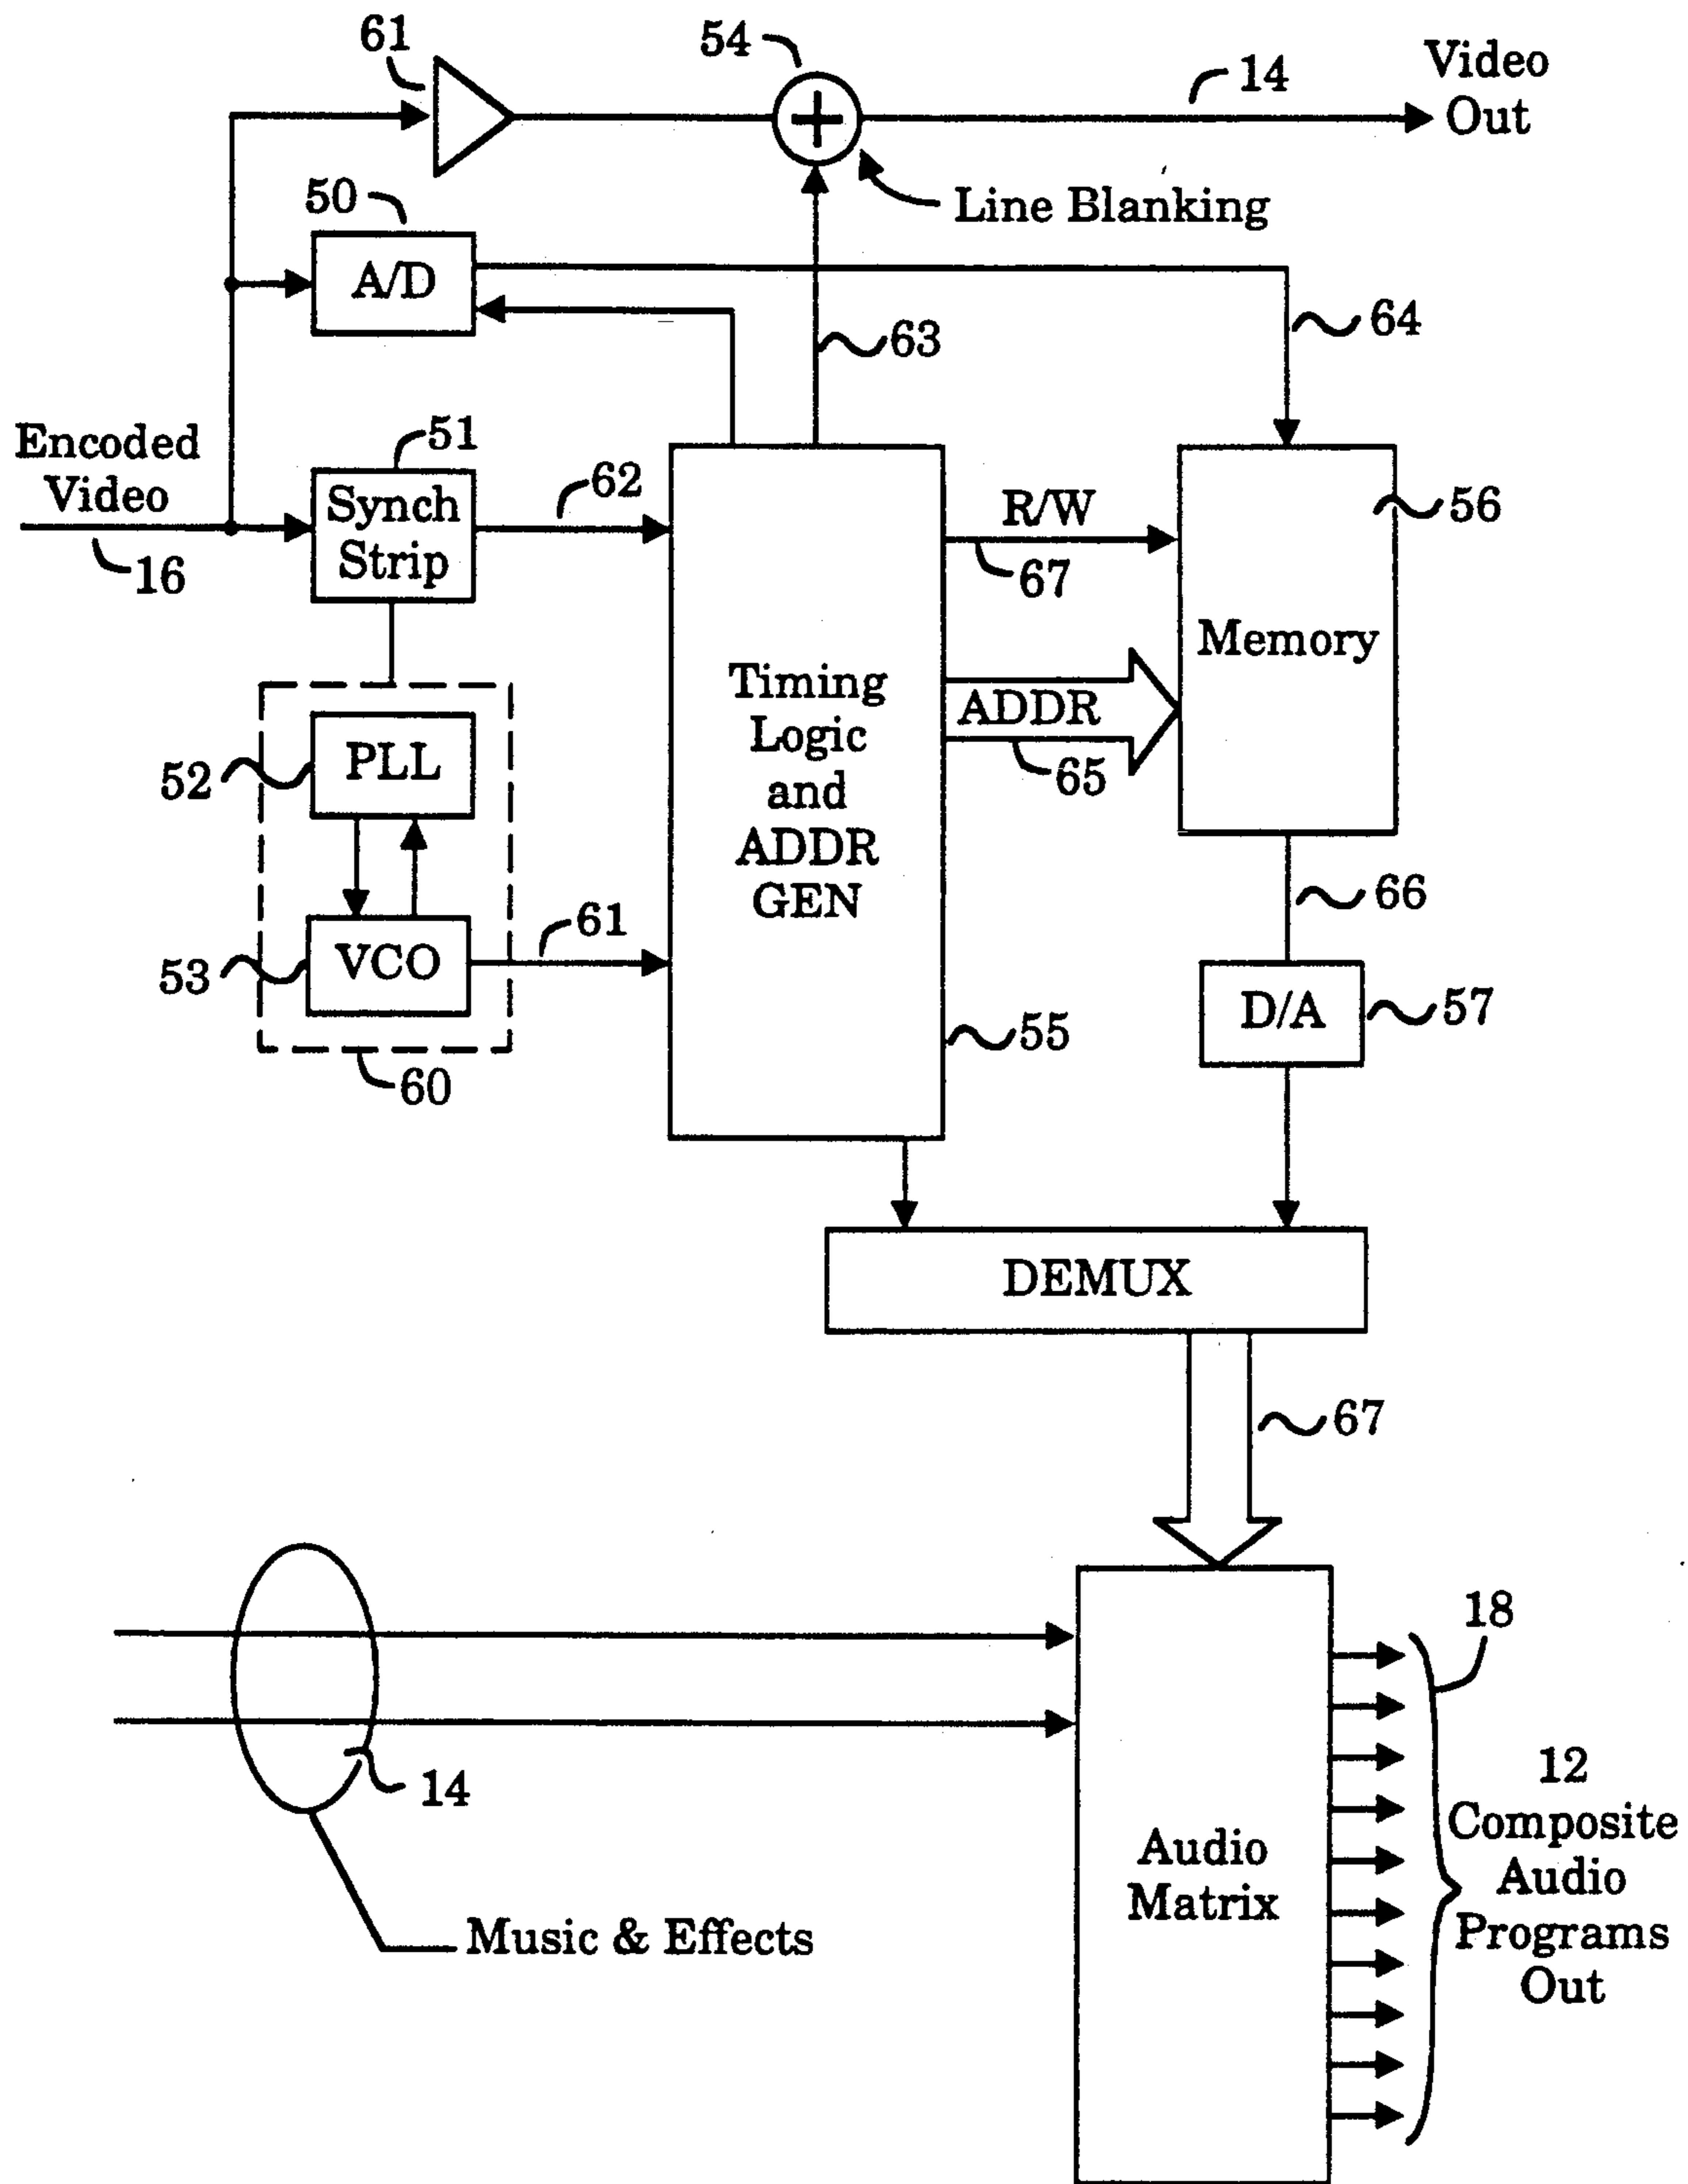 61
54
14
Video
Out
50
A/D
Line Blanking
63
64
Encoded
Video
16
51
Synch
Strip
62
R/W
67
56
Memory
ADDR
65
Timing
Logic
and
ADDR
GEN
52
PLL
53
VCO
61
60
55
66
D/A
57
DEMUX
67
18
14
Music & Effects
Audio
Matrix
12
Composite
Audio
Programs
Out